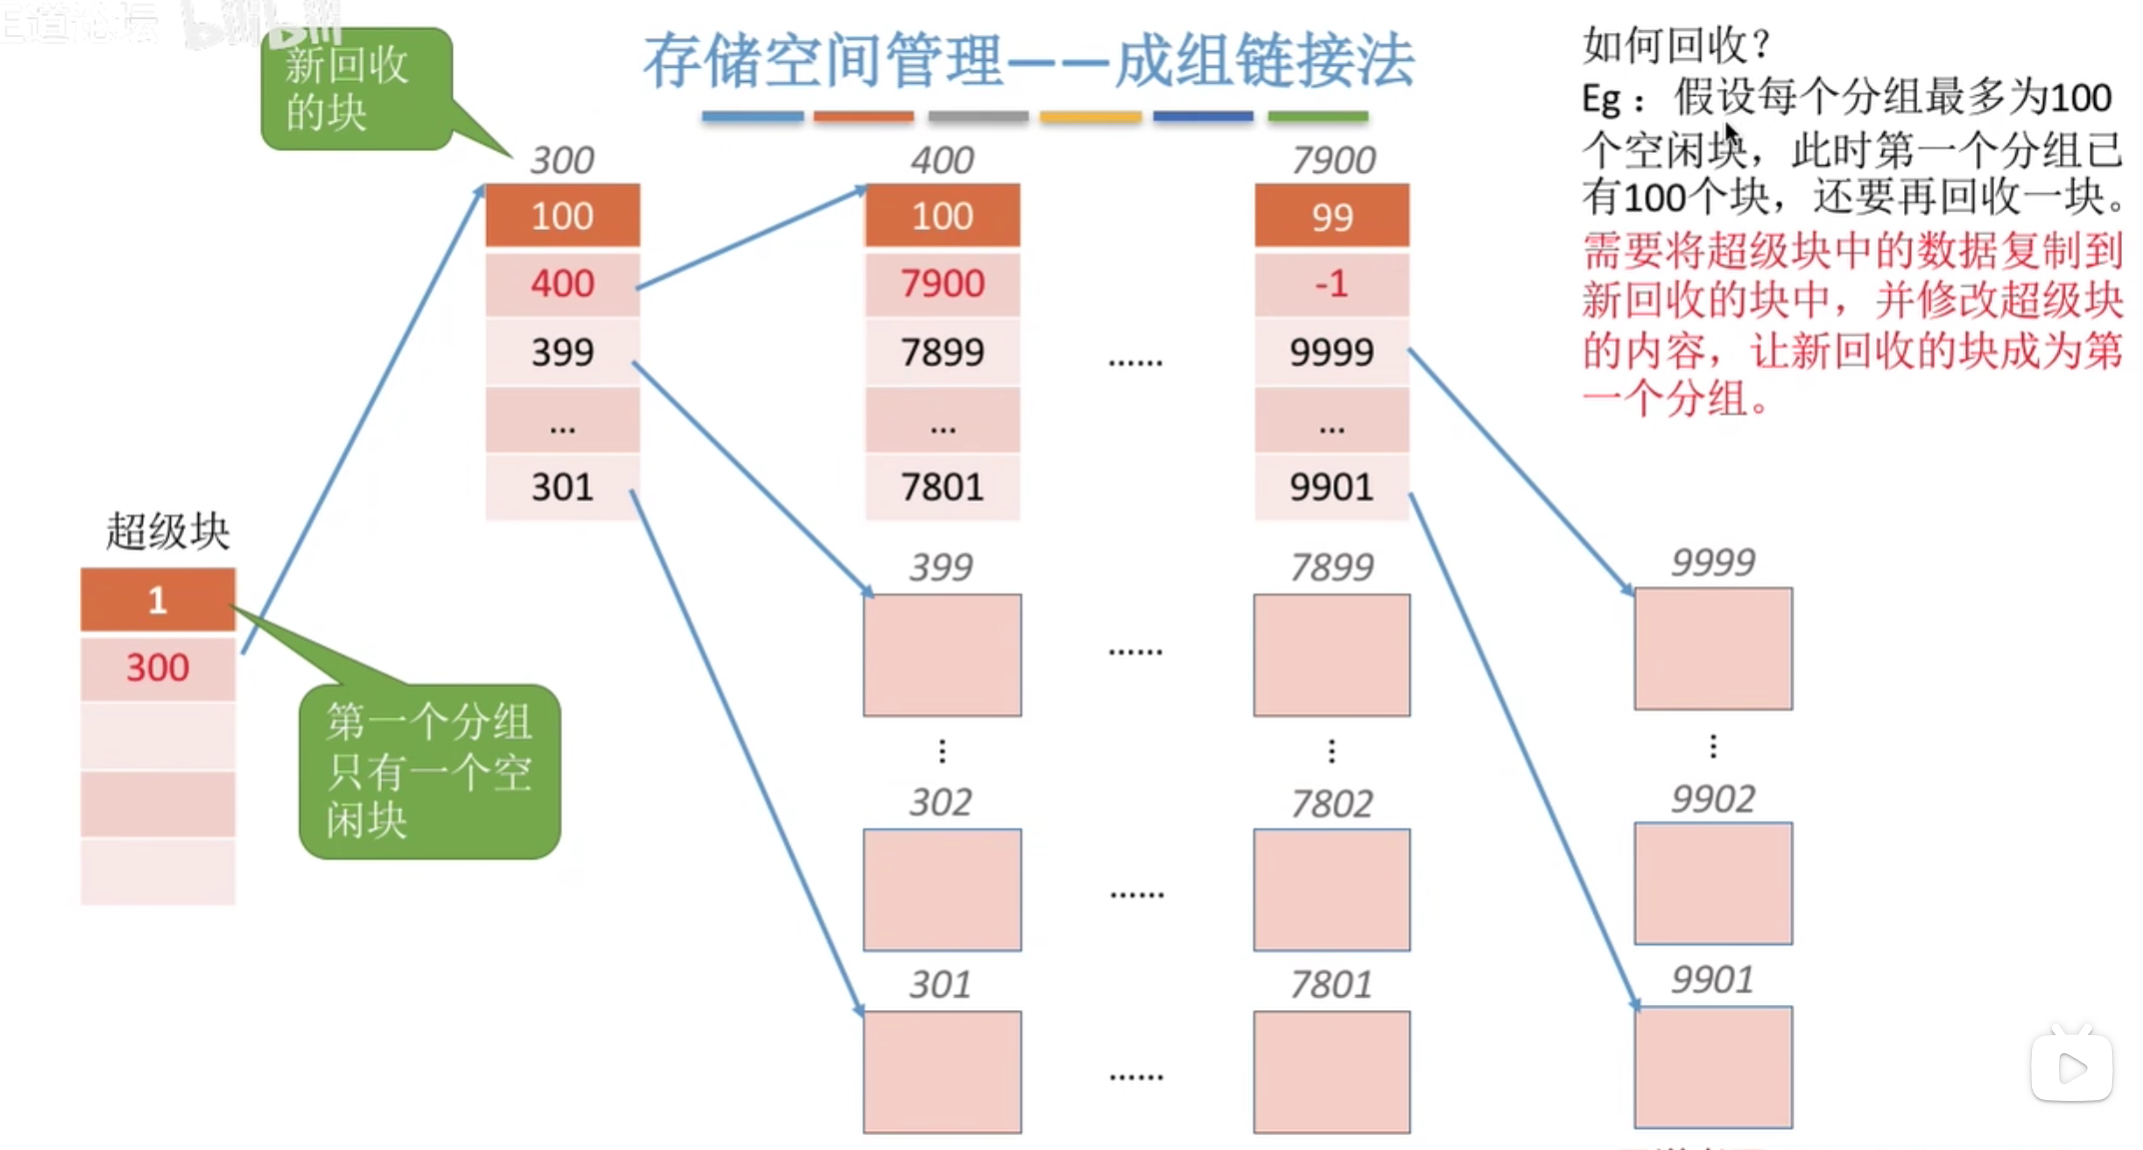 王道论坛
bilibili
新回收
的块
存储空间管理——成组链接法
如何回收？
Eg：假设每个分组最多为100
个空闲块，此时第一个分组已
有100个块，还要再回收一块。
需要将超级块中的数据复制到
新回收的块中，并修改超级块
的内容，让新回收的块成为第
一个分组。
300
100
400
399
...
301
400
100
7900
7899
...
7801
......
7900
99
-1
9999
...
9901
超级块
1
300
第一个分组
只有一个空
闲块
399
302
301
......
......
......
7899
7802
7801
9999
9902
9901